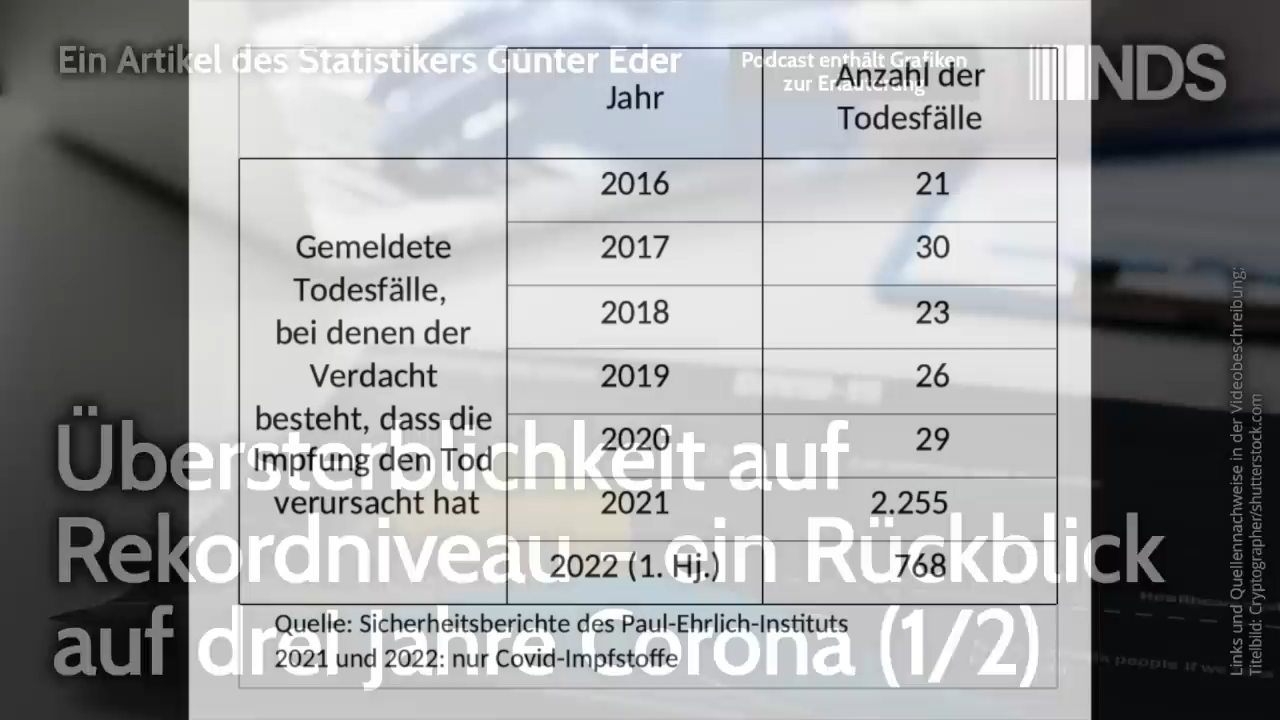 Ein Artikel des Statistikers Günter Eder
Podcast enthält Grafiken
zur Erläuterung
NDS
Jahr
Anzahl der
Todesfälle
Gemeldete
Todesfälle,
bei denen der
Verdacht
besteht, dass die
Impfung den Tod
verursacht hat
2016 21
2017 30
2018 23
2019 26
2020 29
2021 2.255
2022 (1. Hj.) 768
Quelle: Sicherheitsberichte des Paul-Ehrlich-Instituts
2021 und 2022: nur Covid-Impfstoffe
Übersterblichkeit auf
Rekordniveau – ein Rückblick
auf drei Jahre Corona (1/2)
Links und Quellennachweise in der Videobeschreibung;
Titelbild: Cryptographer/shutterstock.com